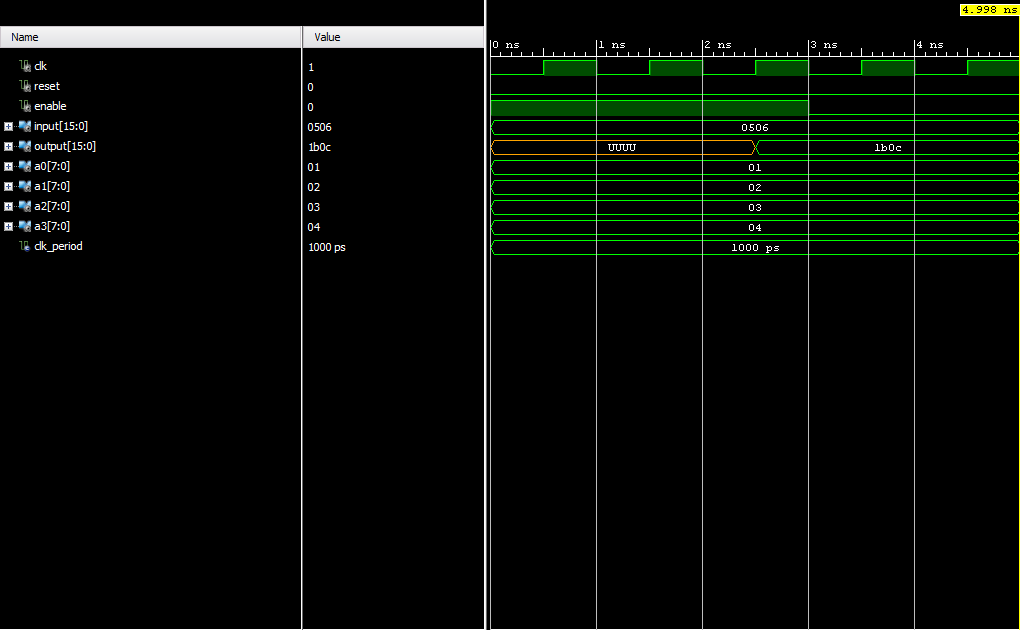 4.998 ns
Name Value
0 ns 1 ns 2 ns 3 ns 4 ns
clk 1
reset 0
enable 0
input[15:0] 0506 0506
output[15:0] 1b0c UUUU 1b0c
a0[7:0] 01 01
a1[7:0] 02 02
a2[7:0] 03 03
a3[7:0] 04 04
clk_period 1000 ps 1000 ps